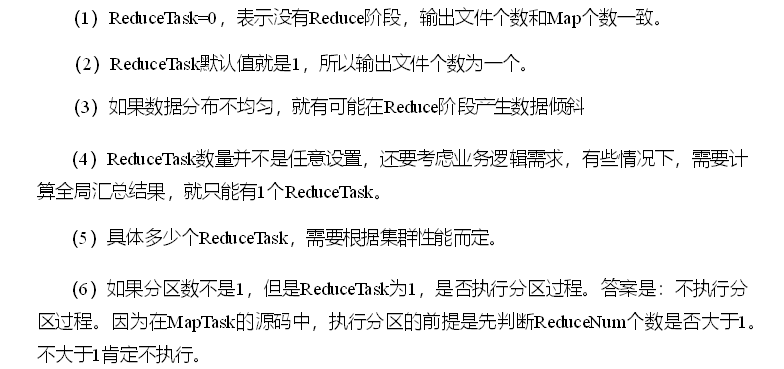 （1）ReduceTask=0，表示没有Reduce阶段，输出文件个数和Map个数一致。
（2）ReduceTask默认值就是1，所以输出文件个数为一个。
（3）如果数据分布不均匀，就有可能在Reduce阶段产生数据倾斜
（4）ReduceTask数量并不是任意设置，还要考虑业务逻辑需求，有些情况下，需要计
算全局汇总结果，就只能有1个ReduceTask。
（5）具体多少个ReduceTask，需要根据集群性能而定。
（6）如果分区数不是1，但是ReduceTask为1，是否执行分区过程。答案是：不执行分
区过程。因为在MapTask的源码中，执行分区的前提是先判断ReduceNum个数是否大于1。
不大于1肯定不执行。